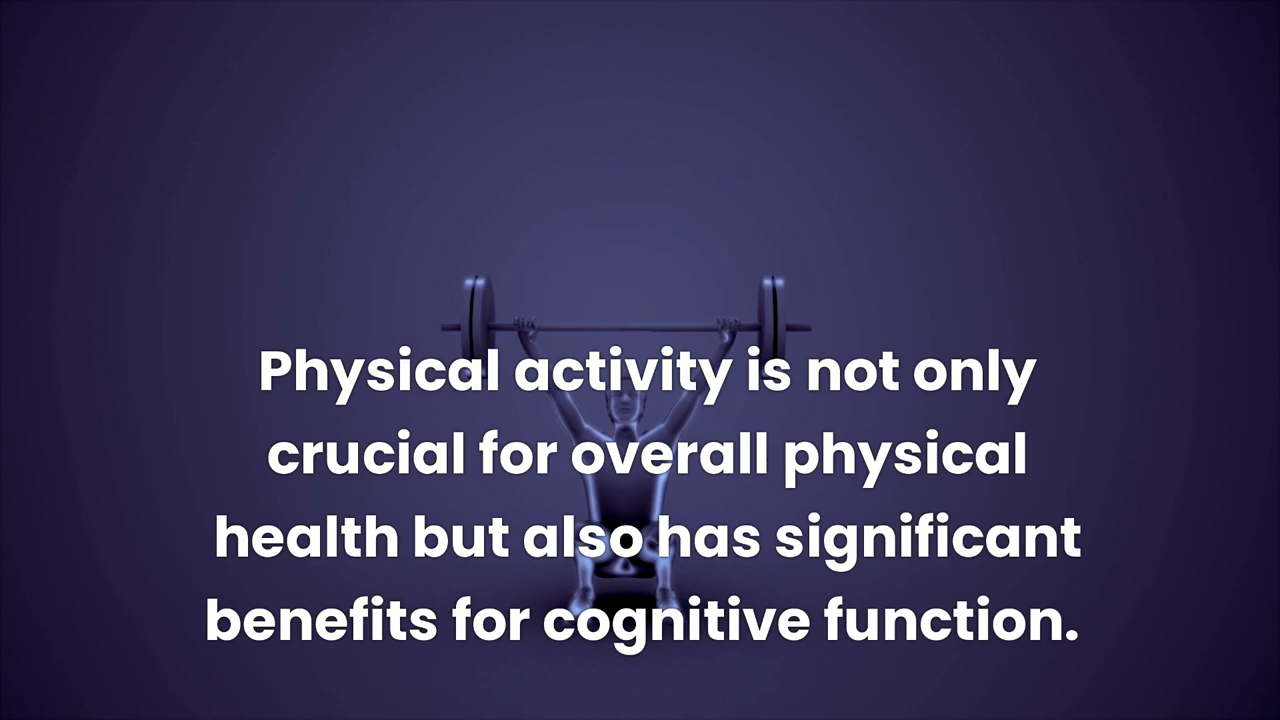 Physical activity is not only
crucial for overall physical
health but also has significant
benefits for cognitive function.